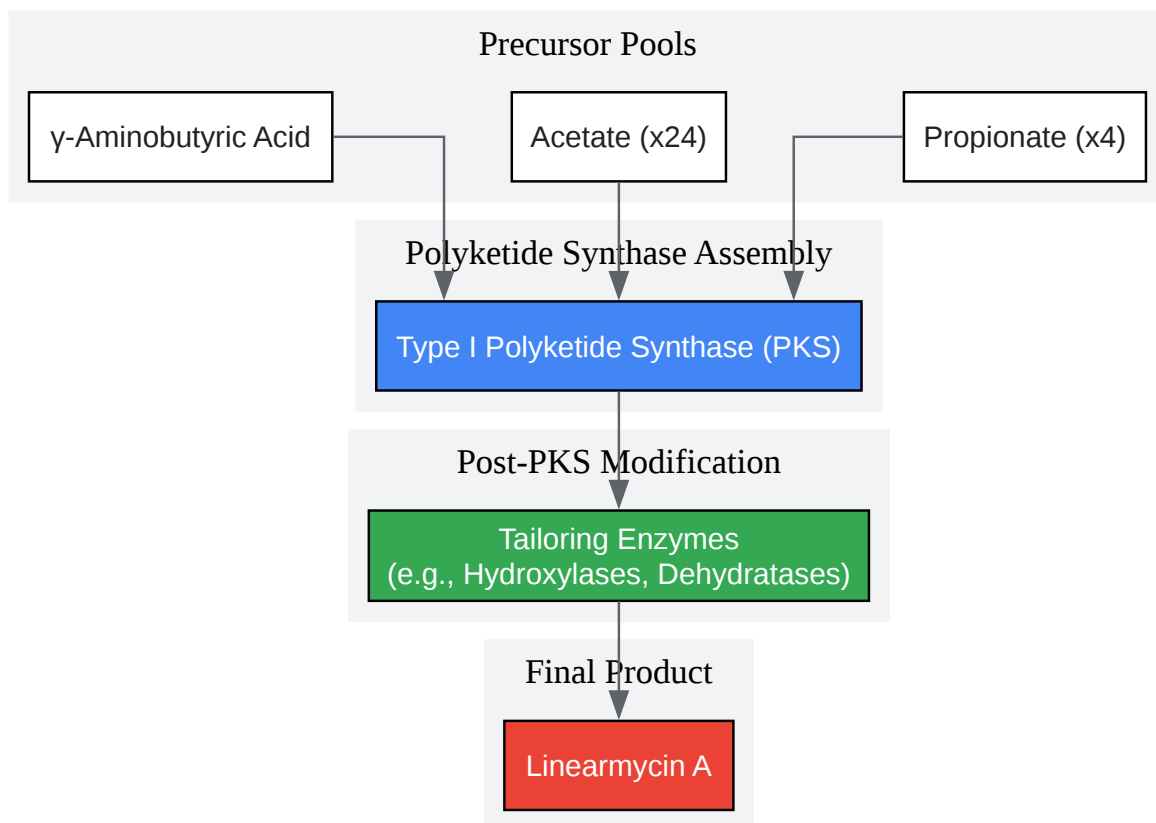 Precursor Pools
γ-Aminobutyric Acid
Acetate (x24)
Propionate (x4)
Polyketide Synthase Assembly
Type I Polyketide Synthase (PKS)
Post-PKS Modification
Tailoring Enzymes
(e.g., Hydroxylases, Dehydratases)
Final Product
Linearmycin A